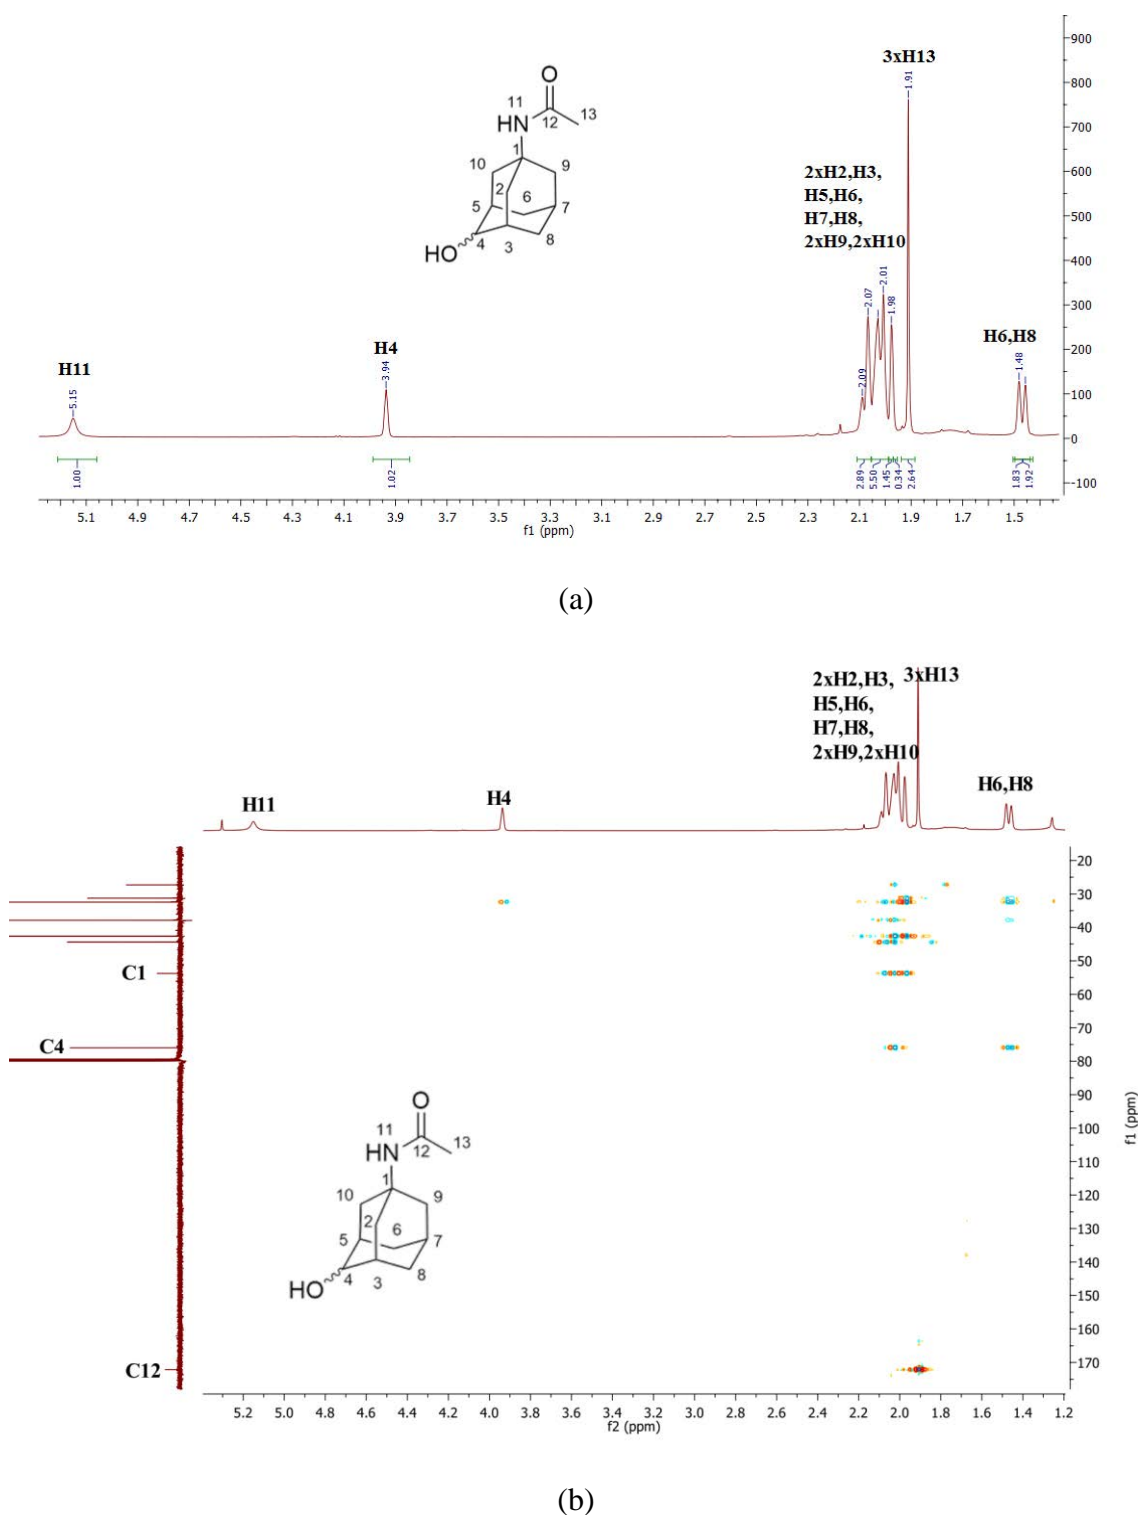 3xH13
1.91
2xH2,H3,
H5,H6,
H7,H8,
2xH9,2xH10
2.09
2.07
2.01
1.98
H6,H8
1.48
H4
3.94
H11
5.15
O
11
HN
12
13
1
10
9
2
6
5
7
4
3
8
HO
900
800
700
600
500
400
300
200
100
0
-100
1.00
1.02
2.89
5.50
1.45
0.34
2.64
1.83
1.92
5.1 4.9 4.7 4.5 4.3 4.1 3.9 3.7 3.5 3.3 3.1 2.9 2.7 2.5 2.3 2.1 1.9 1.7 1.5
f1 (ppm)
(a)
2xH2,H3, 3xH13
H5,H6,
H7,H8,
2xH9,2xH10
H6,H8
H4
H11
C1
C4
C12
O
11
HN
12
13
1
10
9
2
6
5
7
4
3
8
HO
20
30
40
50
60
70
80
90
100
110
120
130
140
150
160
170
f1 (ppm)
5.2 5.0 4.8 4.6 4.4 4.2 4.0 3.8 3.6 3.4 3.2 3.0 2.8 2.6 2.4 2.2 2.0 1.8 1.6 1.4 1.2
f2 (ppm)
(b)